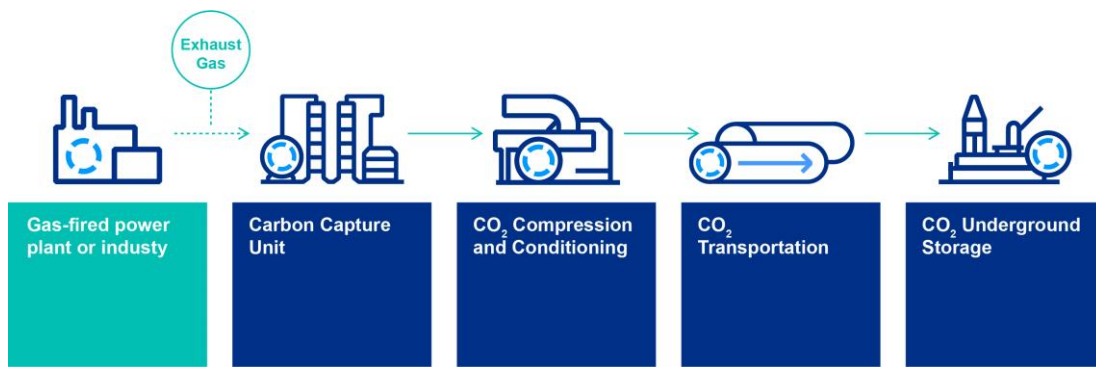 Exhaust
Gas
Gas-fired power
plant or industy
Carbon Capture
Unit
CO₂ Compression
and Conditioning
CO₂
Transportation
CO₂ Underground
Storage